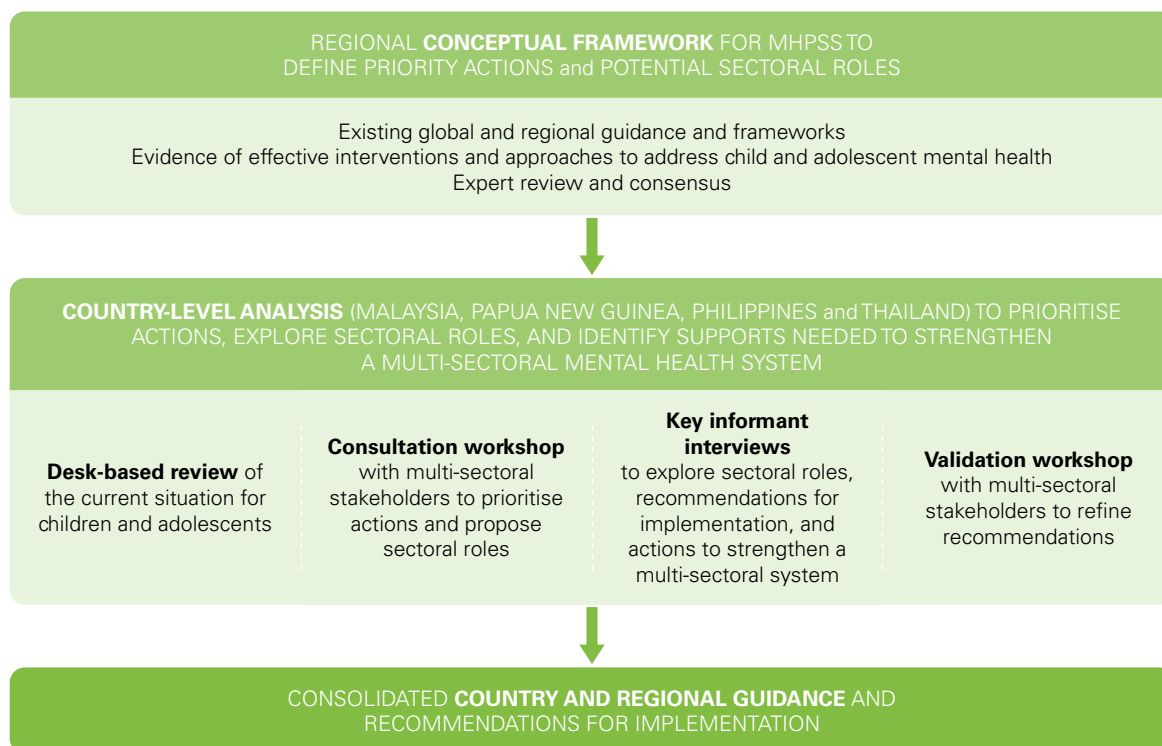 REGIONAL CONCEPTUAL FRAMEWORK FOR MHPSS TO
DEFINE PRIORITY ACTIONS and POTENTIAL SECTORAL ROLES
Existing global and regional guidance and frameworks
Evidence of effective interventions and approaches to address child and adolescent mental health
Expert review and consensus
COUNTRY-LEVEL ANALYSIS (MALAYSIA, PAPUA NEW GUINEA, PHILIPPINES and THAILAND) TO PRIORITISE
ACTIONS, EXPLORE SECTORAL ROLES, AND IDENTIFY SUPPORTS NEEDED TO STRENGTHEN
A MULTI-SECTORAL MENTAL HEALTH SYSTEM
Desk-based review of
the current situation for
children and adolescents
Consultation workshop
with multi-sectoral
stakeholders to prioritise
actions and propose
sectoral roles
Key informant
interviews
to explore sectoral roles,
recommendations for
implementation, and
actions to strengthen a
multi-sectoral system
Validation workshop
with multi-sectoral
stakeholders to refine
recommendations
CONSOLIDATED COUNTRY AND REGIONAL GUIDANCE AND
RECOMMENDATIONS FOR IMPLEMENTATION